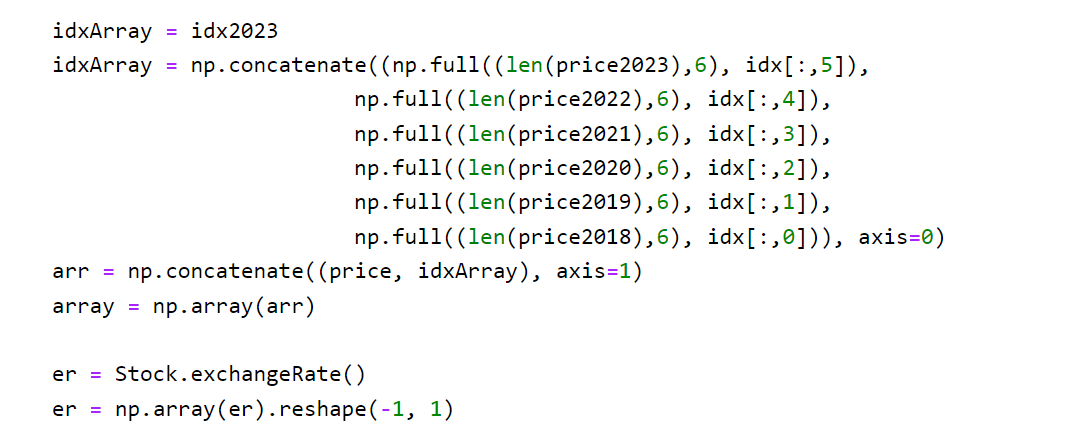 idxArray = idx2023
idxArray = np.concatenate((np.full((len(price2023),6), idx[:,5]),
np.full((len(price2022),6), idx[:,4]),
np.full((len(price2021),6), idx[:,3]),
np.full((len(price2020),6), idx[:,2]),
np.full((len(price2019),6), idx[:,1]),
np.full((len(price2018),6), idx[:,0])), axis=0)
arr = np.concatenate((price, idxArray), axis=1)
array = np.array(arr)
er = Stock.exchangeRate()
er = np.array(er).reshape(-1, 1)